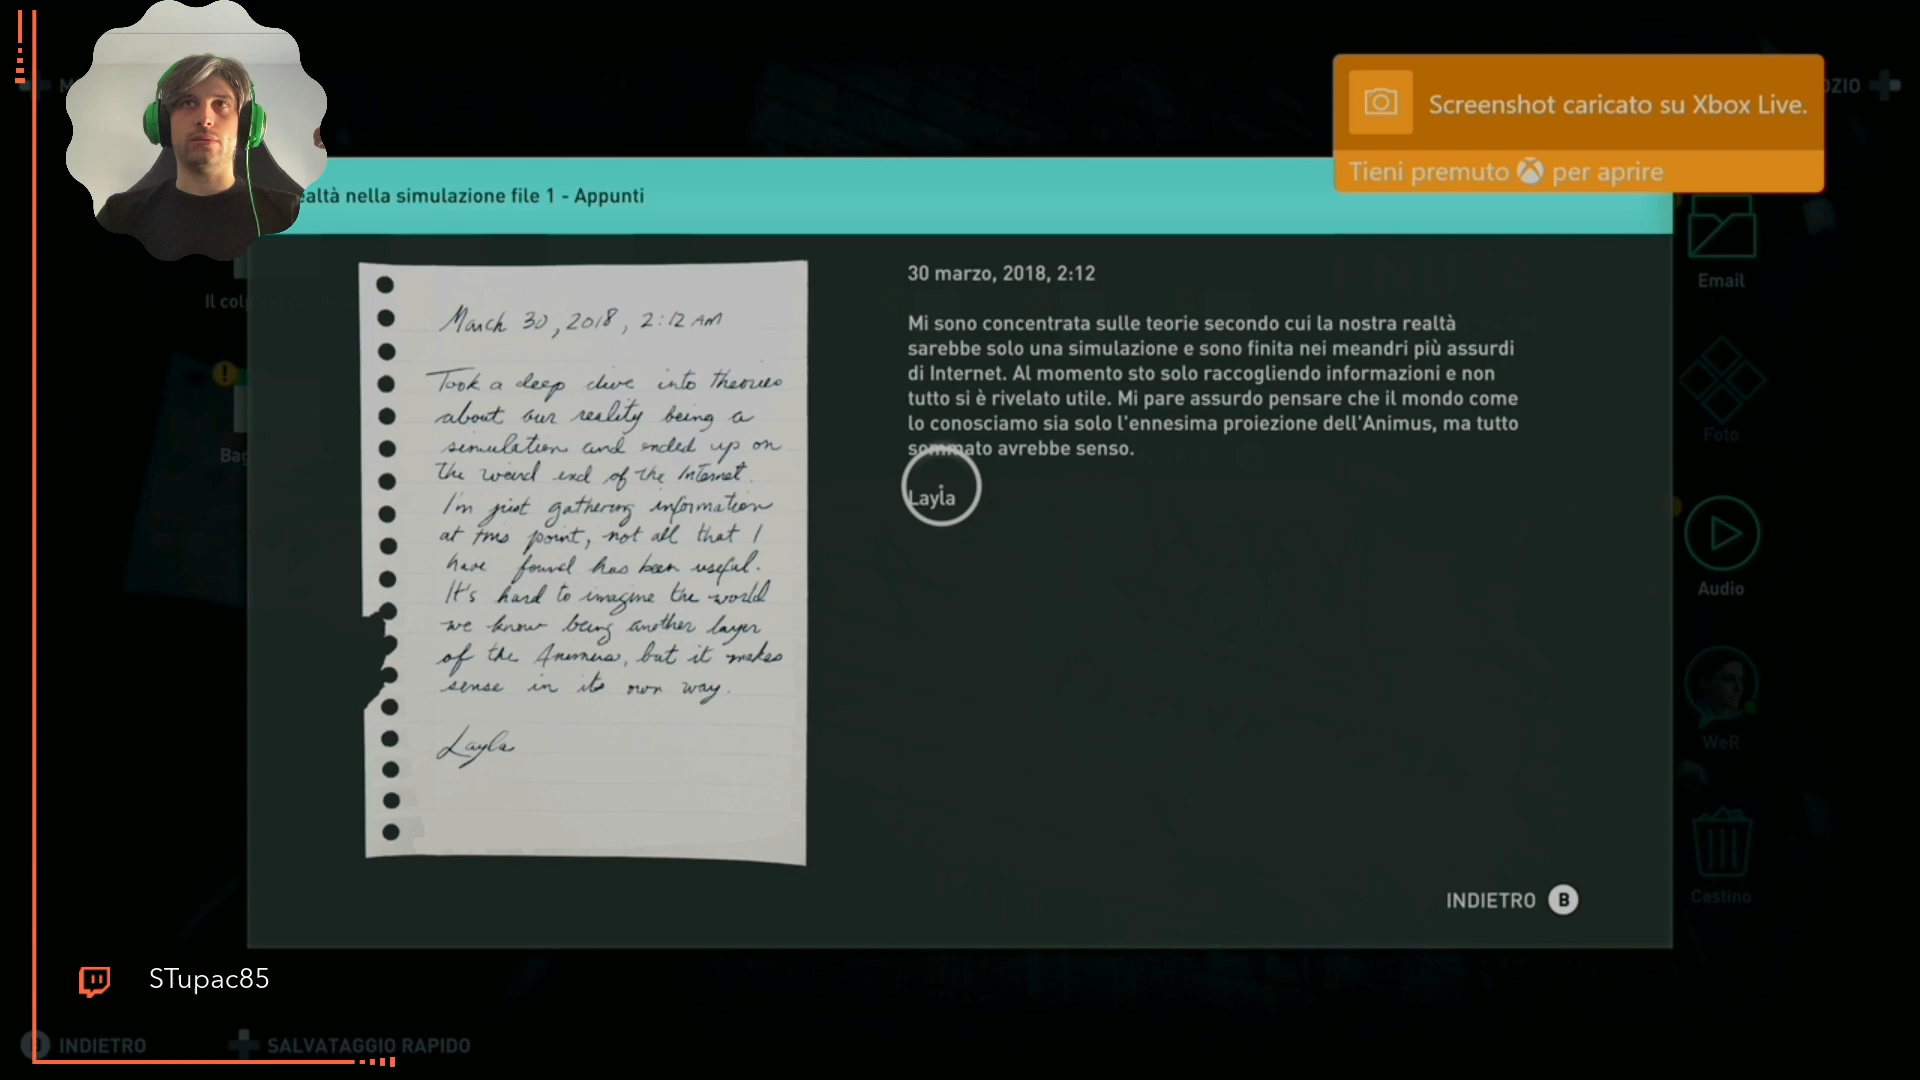 Screenshot caricato su Xbox Live.
Tieni premuto per aprire
OZIO
ealtà nella simulazione file 1 - Appunti
March 30, 2018, 2:12 AM
Took a deep dive into theories
about our reality being a
simulation and ended up on
the weird end of the Internet.
I'm just gathering information
at this point, not all that I
have found has been useful.
It's hard to imagine the world
we know being another layer
of the Animus, but it makes
sense in its own way.
Layla
30 marzo, 2018, 2:12
Mi sono concentrata sulle teorie secondo cui la nostra realtà
sarebbe solo una simulazione e sono finita nei meandri più assurdi
di Internet. Al momento sto solo raccogliendo informazioni e non
tutto si è rivelato utile. Mi pare assurdo pensare che il mondo come
lo conosciamo sia solo l'ennesima proiezione dell'Animus, ma tutto
sommato avrebbe senso.
Layla
Il col
Bag
Email
Foto
Audio
WeR
Cestino
INDIETRO B
STupac85
INDIETRO
SALVATAGGIO RAPIDO